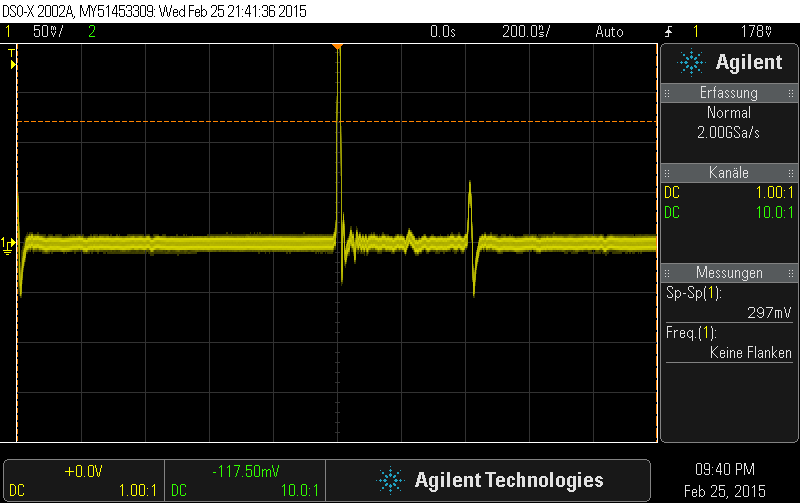 DSO-X 2002A, MY51453309: Wed Feb 25 21:41:36 2015
1 50mV/ 2 0.0s 200.0ns/ Auto 1 178mV
T
1
Agilent
Erfassung
Normal
2.00GSa/s
Kanäle
DC 1.00:1
DC 10.0:1
Messungen
Sp-Sp(1):
297mV
Freq.(1):
Keine Flanken
+0.0V
DC 1.00:1
-117.50mV
DC 10.0:1
Agilent Technologies
09:40 PM
Feb 25, 2015